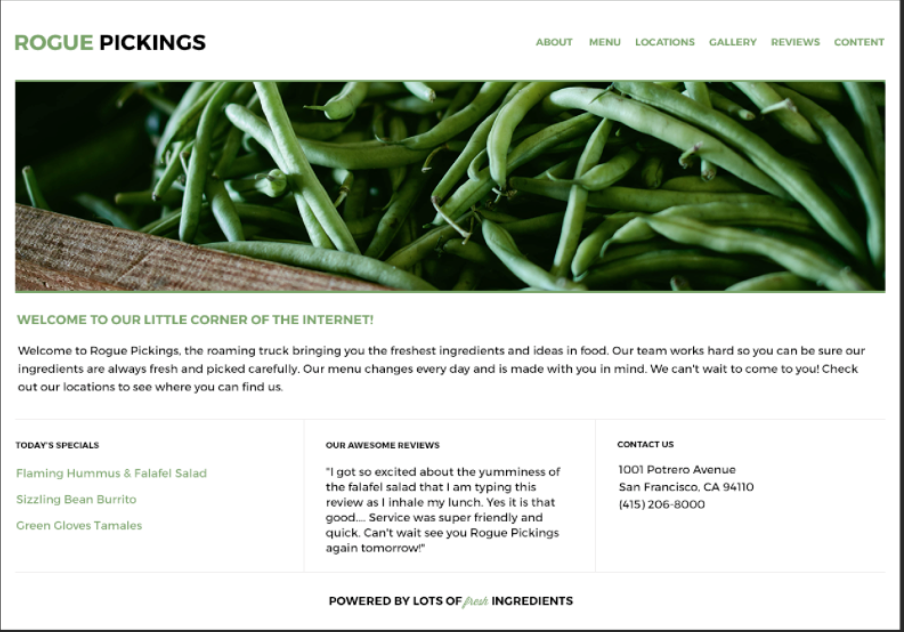 ROGUE PICKINGS
ABOUT MENU LOCATIONS GALLERY REVIEWS CONTENT
WELCOME TO OUR LITTLE CORNER OF THE INTERNET!
Welcome to Rogue Pickings, the roaming truck bringing you the freshest ingredients and ideas in food. Our team works hard so you can be sure our
ingredients are always fresh and picked carefully. Our menu changes every day and is made with you in mind. We can't wait to come to you! Check
out our locations to see where you can find us.
TODAY'S SPECIALS
Flaming Hummus & Falafel Salad
Sizzling Bean Burrito
Green Gloves Tamales
OUR AWESOME REVIEWS
"I got so excited about the yumminess of
the falafel salad that I am typing this
review as I inhale my lunch. Yes it is that
good.... Service was super friendly and
quick. Can't wait see you Rogue Pickings
again tomorrow!"
CONTACT US
1001 Potrero Avenue
San Francisco, CA 94110
(415) 206-8000
POWERED BY LOTS OF fresh INGREDIENTS